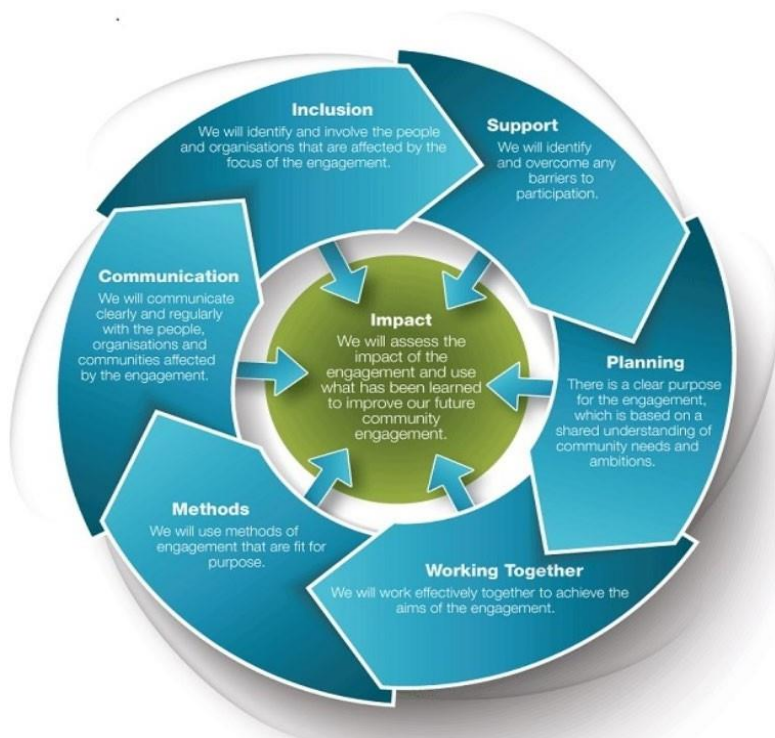 Inclusion
We will identify and involve the people
and organisations that are affected by the
focus of the engagement.
Support
We will identify
and overcome any
barriers to
participation.
Planning
There is a clear purpose
for the engagement,
which is based on a
shared understanding of
community needs and
ambitions.
Working Together
We will work effectively together to achieve the
aims of the engagement.
Methods
We will use methods of
engagement that are fit for
purpose.
Communication
We will communicate
clearly and regularly
with the people,
organisations and
communities affected
by the engagement.
Impact
We will assess the
impact of the
engagement and use
what has been learned
to improve our future
community
engagement.